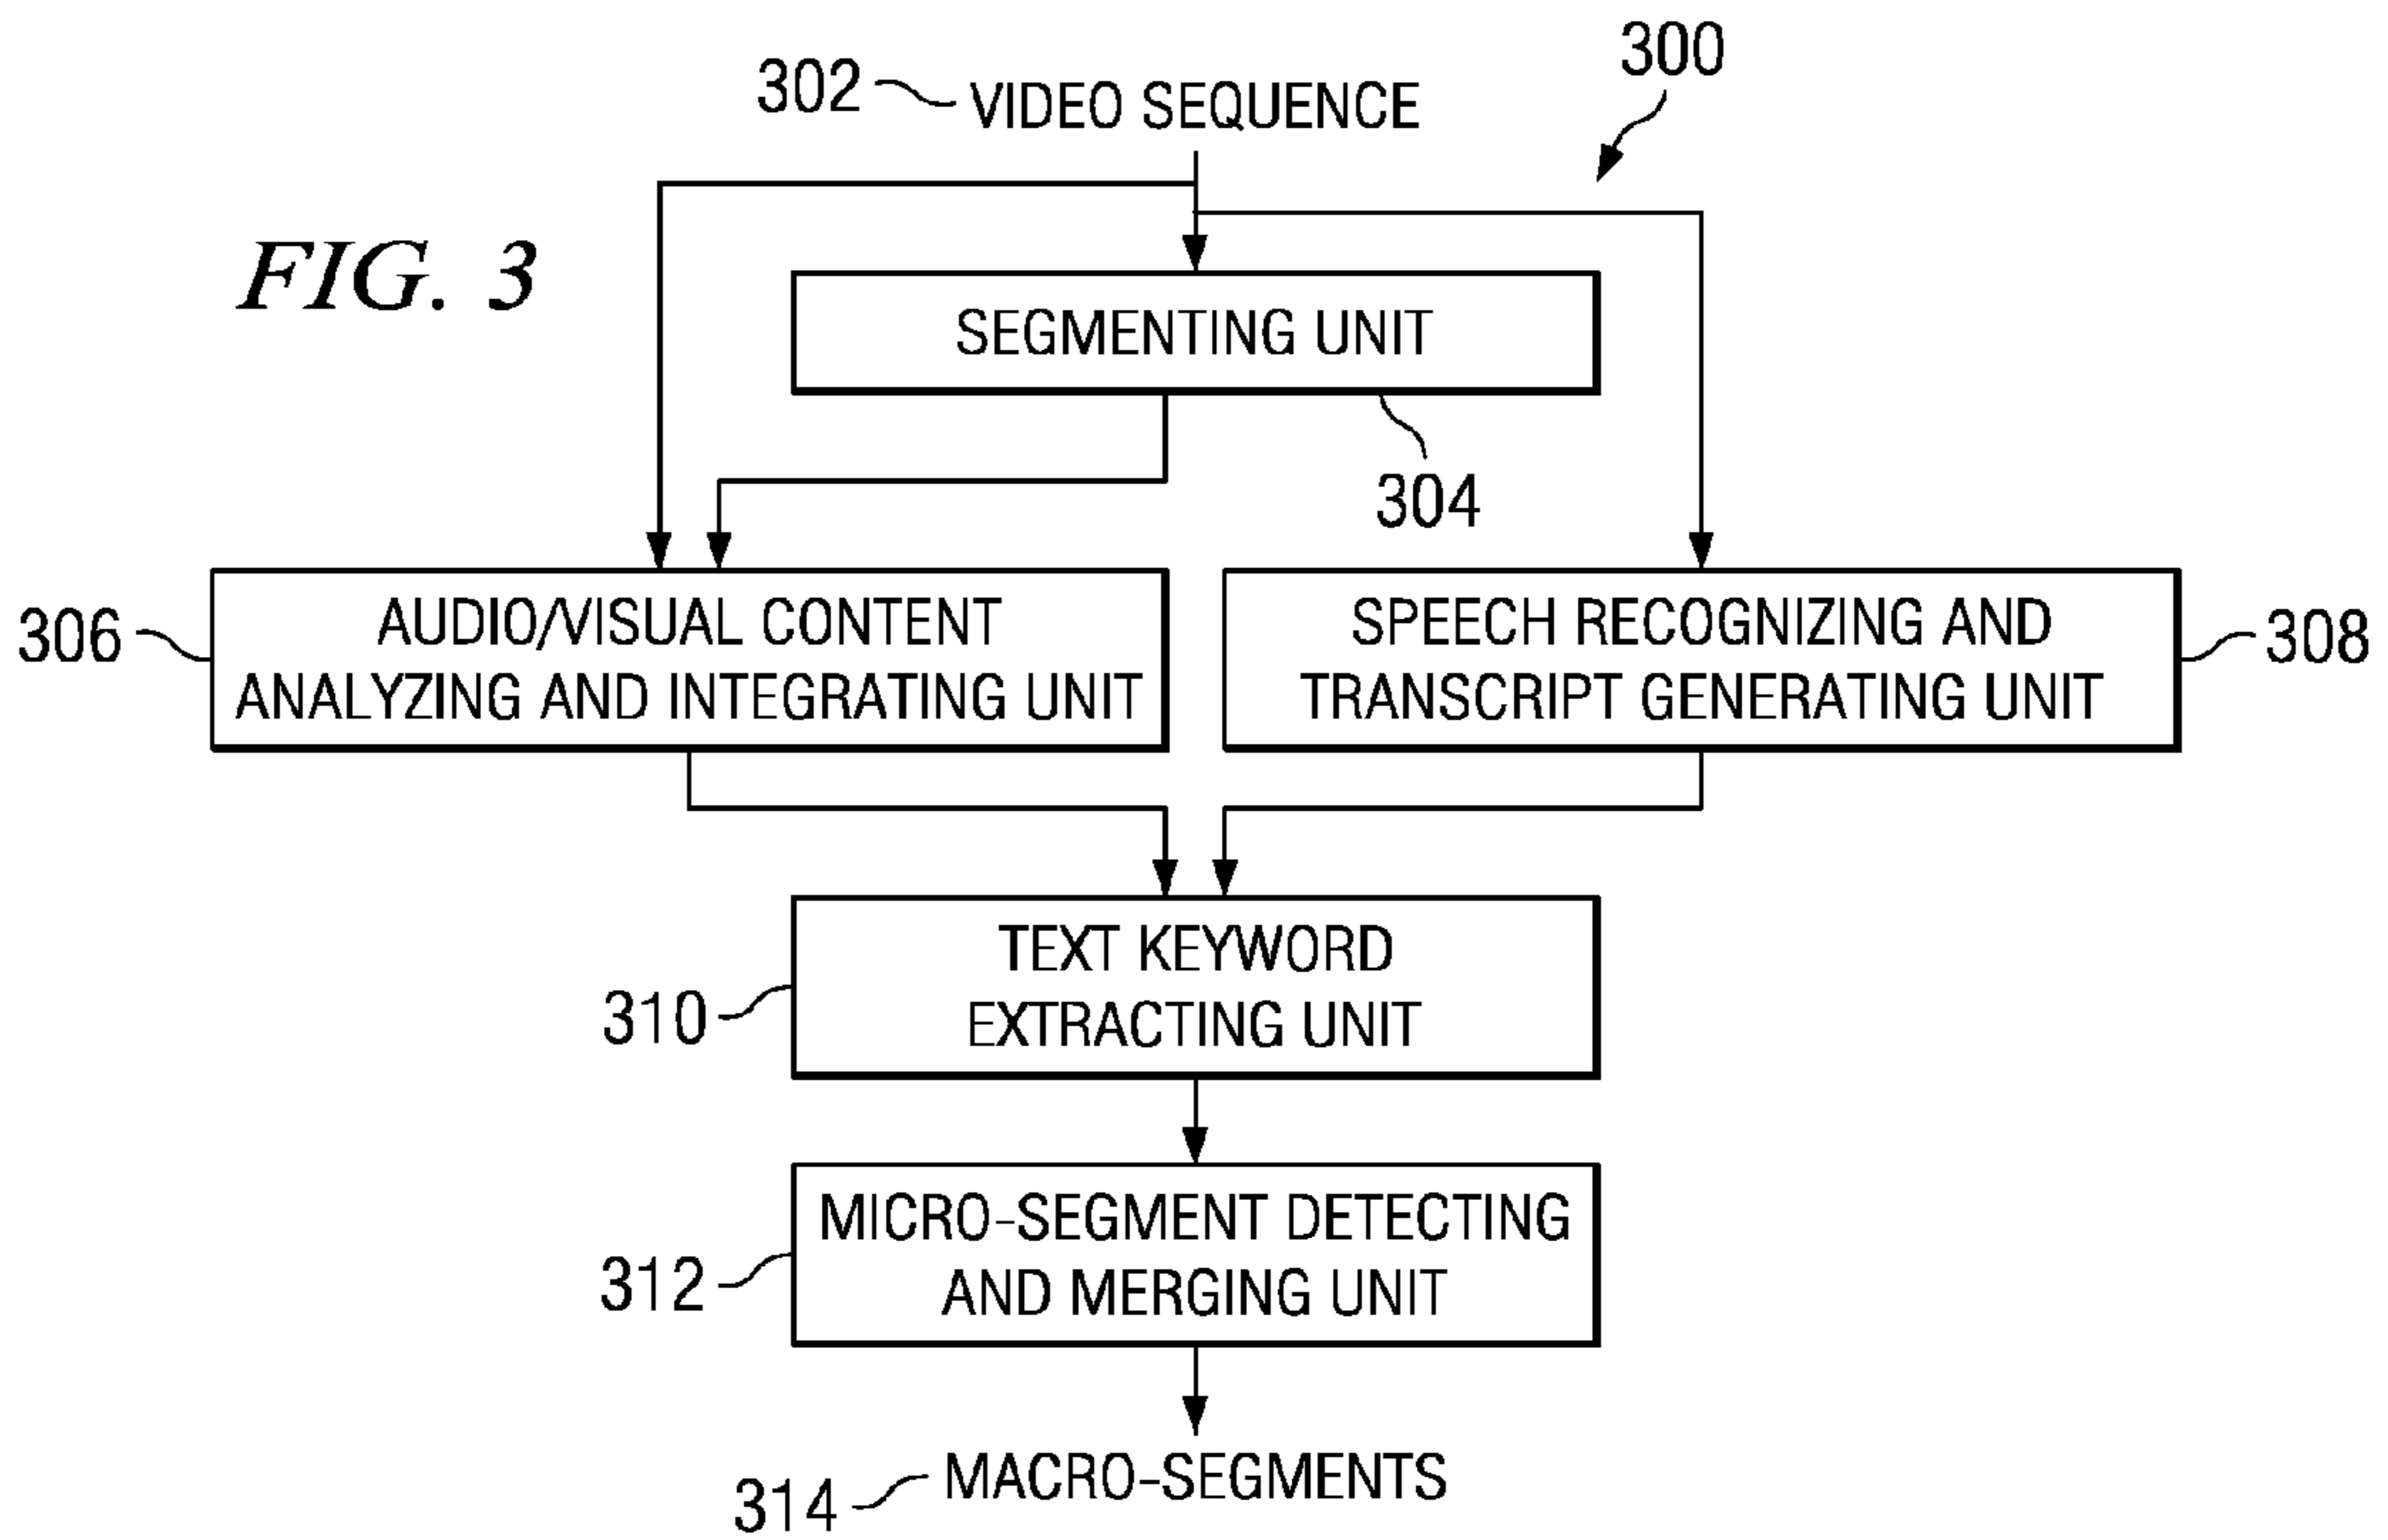 300
302 VIDEO SEQUENCE
FIG. 3
SEGMENTING UNIT
304
306
AUDIO/VISUAL CONTENT
ANALYZING AND INTEGRATING UNIT
SPEECH RECOGNIZING AND
TRANSCRIPT GENERATING UNIT
308
TEXT KEYWORD
EXTRACTING UNIT
310
MICRO-SEGMENT DETECTING
AND MERGING UNIT
312
MACRO-SEGMENTS
314